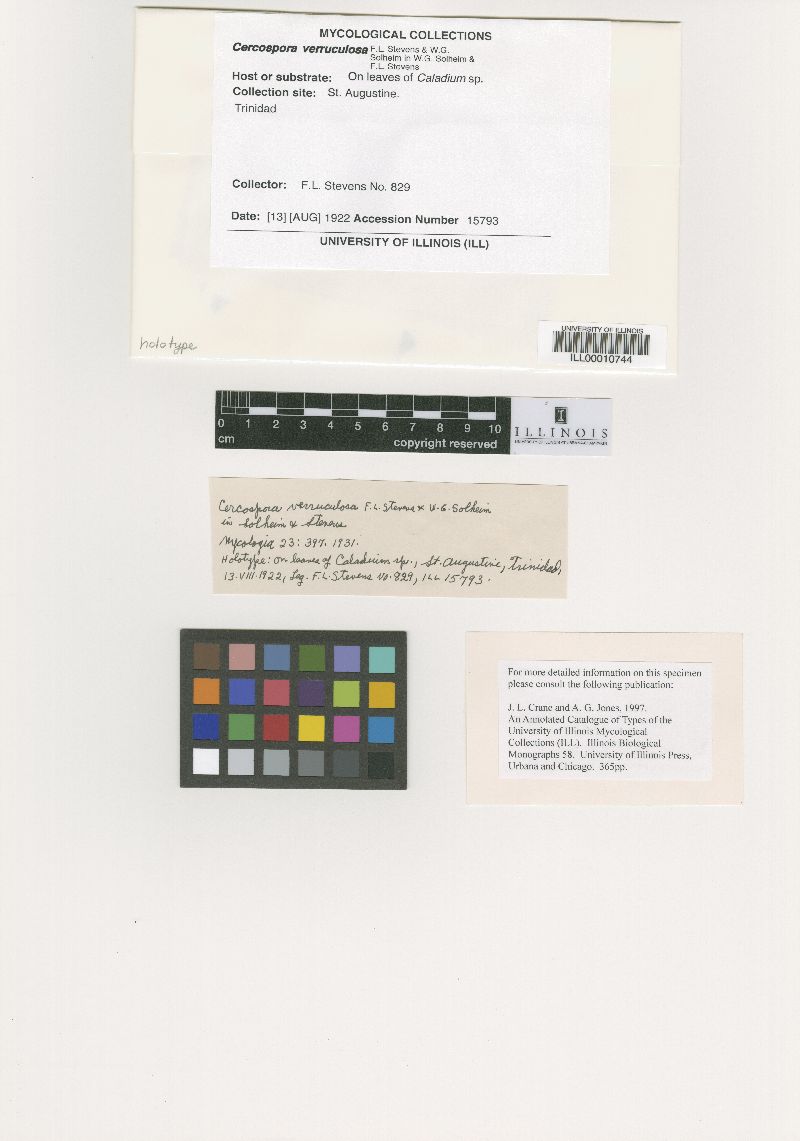 MYCOLOGICAL COLLECTIONS
Cercospora verruculosa F.L. Stevens & W.G.
Solheim in W.G. Solheim &
F.L. Stevens
Host or substrate: On leaves of Caladium sp.
Collection site: St. Augustine.
Trinidad
Collector: F.L. Stevens No. 829
Date: [13] [AUG] 1922 Accession Number 15793
UNIVERSITY OF ILLINOIS (ILL)
holotype
UNIVERSITY OF ILLINOIS
ILL00010744
0 1 2 3 4 5 6 7 8 9 10
cm
copyright reserved
I
ILLINOIS
Cercospora verruculosa F.L. Stevens & W.G. Solheim
in Solheim & Stevens
Mycologia 23: 397. 1931.
Holotype: on leaves of Caladium sp., St. Augustine, Trinidad,
13.VIII.1922, Leg. F.L. Stevens No. 829, ILL 15793.
For more detailed information on this specimen
please consult the following publication:
J. L. Crane and A. G. Jones, 1997.
An Annotated Catalogue of Types of the
University of Illinois Mycological
Collections (ILL). Illinois Biological
Monographs 58. University of Illinois Press,
Urbana and Chicago. 365pp.